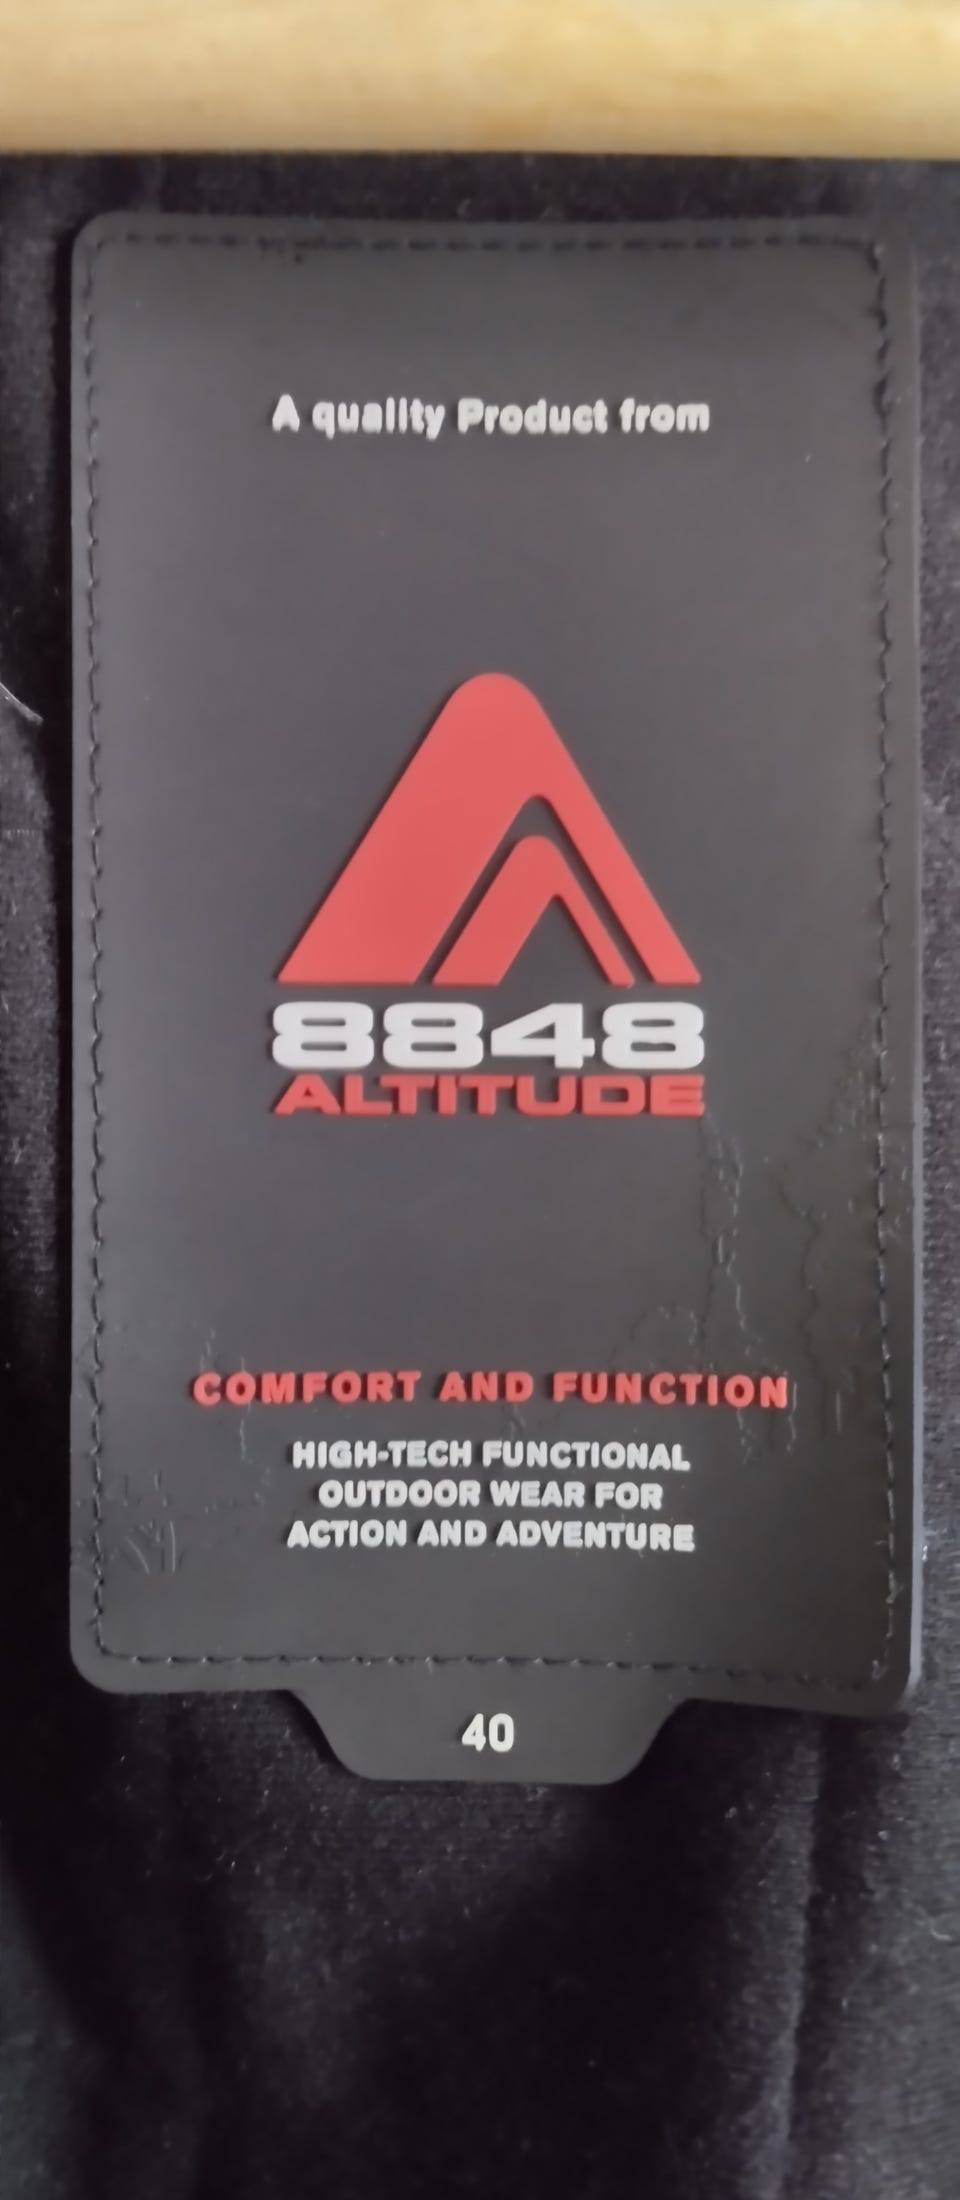 A quality Product from
8848
ALTITUDE
COMFORT AND FUNCTION
HIGH-TECH FUNCTIONAL
OUTDOOR WEAR FOR
ACTION AND ADVENTURE
40